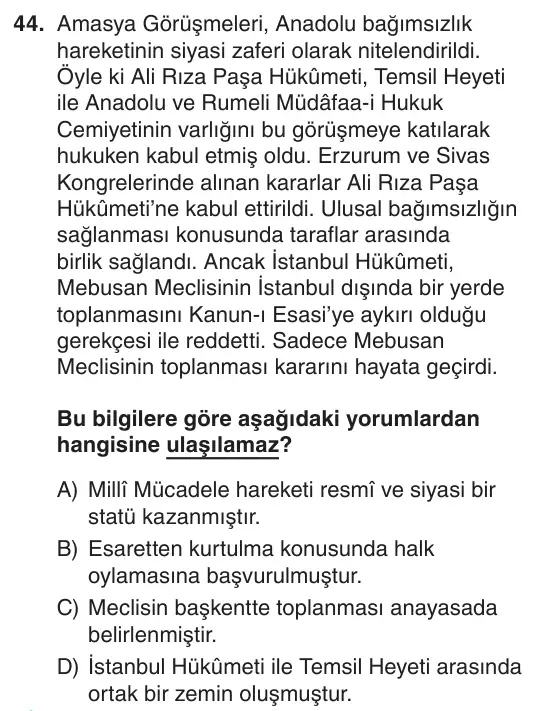 44. Amasya Görüşmeleri, Anadolu bağımsızlık
hareketinin siyasi zaferi olarak nitelendirildi.
Öyle ki Ali Rıza Paşa Hükûmeti, Temsil Heyeti
ile Anadolu ve Rumeli Müdâfaa-i Hukuk
Cemiyetinin varlığını bu görüşmeye katılarak
hukuken kabul etmiş oldu. Erzurum ve Sivas
Kongrelerinde alınan kararlar Ali Rıza Paşa
Hükûmeti’ne kabul ettirildi. Ulusal bağımsızlığın
sağlanması konusunda taraflar arasında
birlik sağlandı. Ancak İstanbul Hükûmeti,
Mebusan Meclisinin İstanbul dışında bir yerde
toplanmasını Kanun-ı Esasi’ye aykırı olduğu
gerekçesi ile reddetti. Sadece Mebusan
Meclisinin toplanması kararını hayata geçirdi.
Bu bilgilere göre aşağıdaki yorumlardan
hangisine ulaşılamaz?
A) Millî Mücadele hareketi resmî ve siyasi bir
statü kazanmıştır.
B) Esaretten kurtulma konusunda halk
oylamasına başvurulmuştur.
C) Meclisin başkentte toplanması anayasada
belirlenmiştir.
D) İstanbul Hükûmeti ile Temsil Heyeti arasında
ortak bir zemin oluşmuştur.